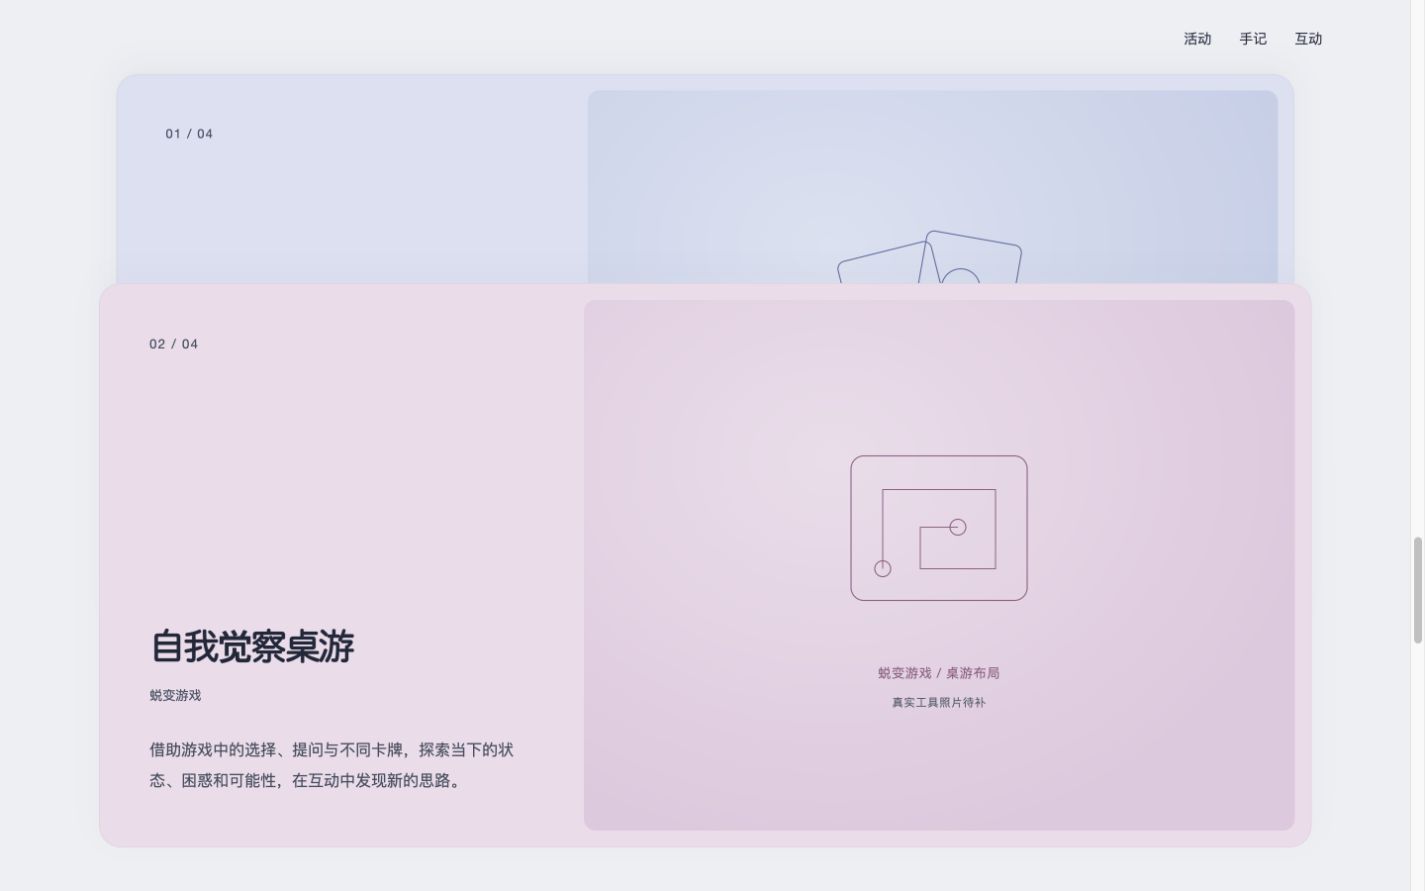 活动 手记 互动
01 / 04
02 / 04
自我觉察桌游
蜕变游戏
借助游戏中的选择、提问与不同卡牌，探索当下的状
态、困惑和可能性，在互动中发现新的思路。
蜕变游戏 / 桌游布局
真实工具照片待补